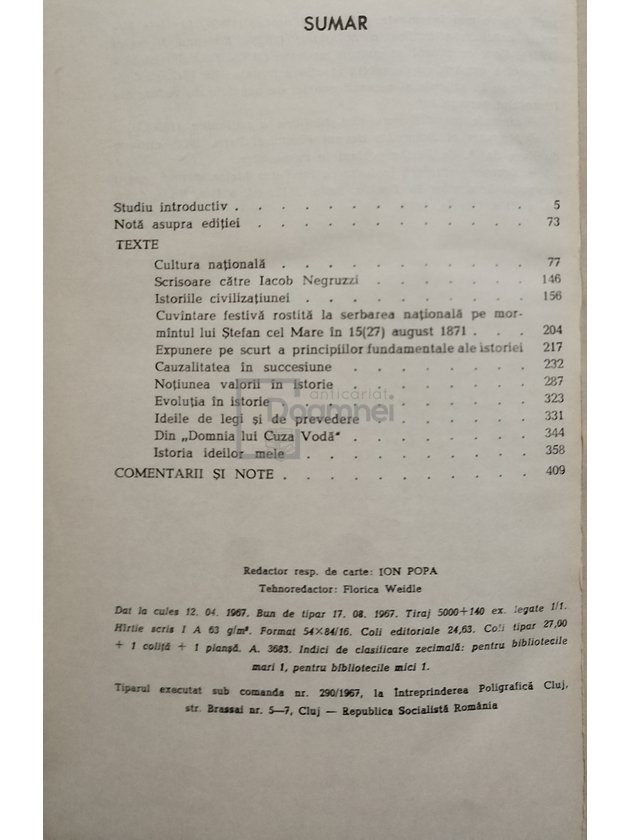 SUMAR
Studiu introductiv . . . . . . . . . . . . 5
Notă asupra ediției . . . . . . . . . . . 73
TEXTE
Cultura națională . . . . . . . . . . 77
Scrisoare către Iacob Negruzzi . . . . . . . 146
Istoriile civilizațiunei . . . . . . . . . 156
Cuvîntare festivă rostită la serbarea națională pe mor-
mîntul lui Ștefan cel Mare în 15(27) august 1871 . . . 204
Expunere pe scurt a principiilor fundamentale ale istoriei 217
Cauzalitatea în succesiune . . . . . . . . 232
Noțiunea valorii în istorie . . . . . . . . 287
Evoluția în istorie . . . . . . . . . . 323
Ideile de legi și de prevedere . . . . . . . 331
Din „Domnia lui Cuza Vodă“ . . . . . . . 344
Istoria ideilor mele . . . . . . . . . . 358
COMENTARII ȘI NOTE . . . . . . . . . . 409
anticariat
Doamnei
Redactor resp. de carte: ION POPA
Tehnoredactor: Florica Weidle
Dat la cules 12. 04. 1967. Bun de tipar 17. 08. 1967. Tiraj 5000+140 ex. legate 1/1.
Hîrtie scris I A 63 g/m². Format 54×84/16. Coli editoriale 24,63. Coli tipar 27,00
+ 1 coliță + 1 planșă. A. 3683. Indici de clasificare zecimală: pentru bibliotecile
mari 1, pentru bibliotecile mici 1.
Tiparul executat sub comanda nr. 290/1967, la Întreprinderea Poligrafică Cluj,
str. Brassai nr. 5—7, Cluj — Republica Socialistă România